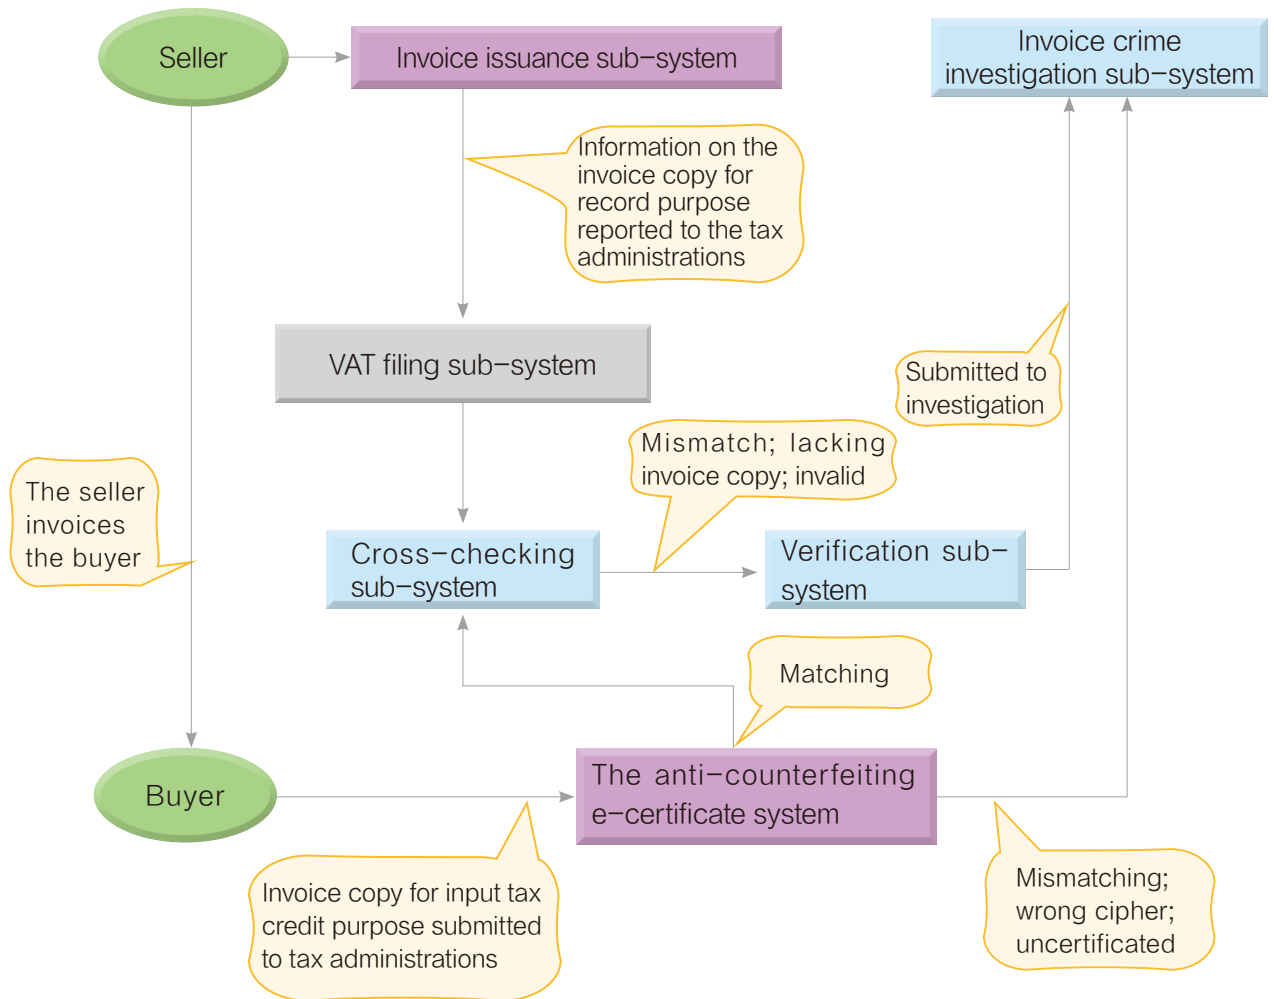 Seller
Invoice issuance sub-system
Invoice crime
investigation sub-system
Information on the
invoice copy for
record purpose
reported to the tax
administrations
VAT filing sub-system
Submitted to
investigation
Mismatch; lacking
invoice copy; invalid
The seller
invoices
the buyer
Cross-checking
sub-system
Verification sub-
system
Matching
Buyer
The anti-counterfeiting
e-certificate system
Invoice copy for input tax
credit purpose submitted
to tax administrations
Mismatching;
wrong cipher;
uncertificated